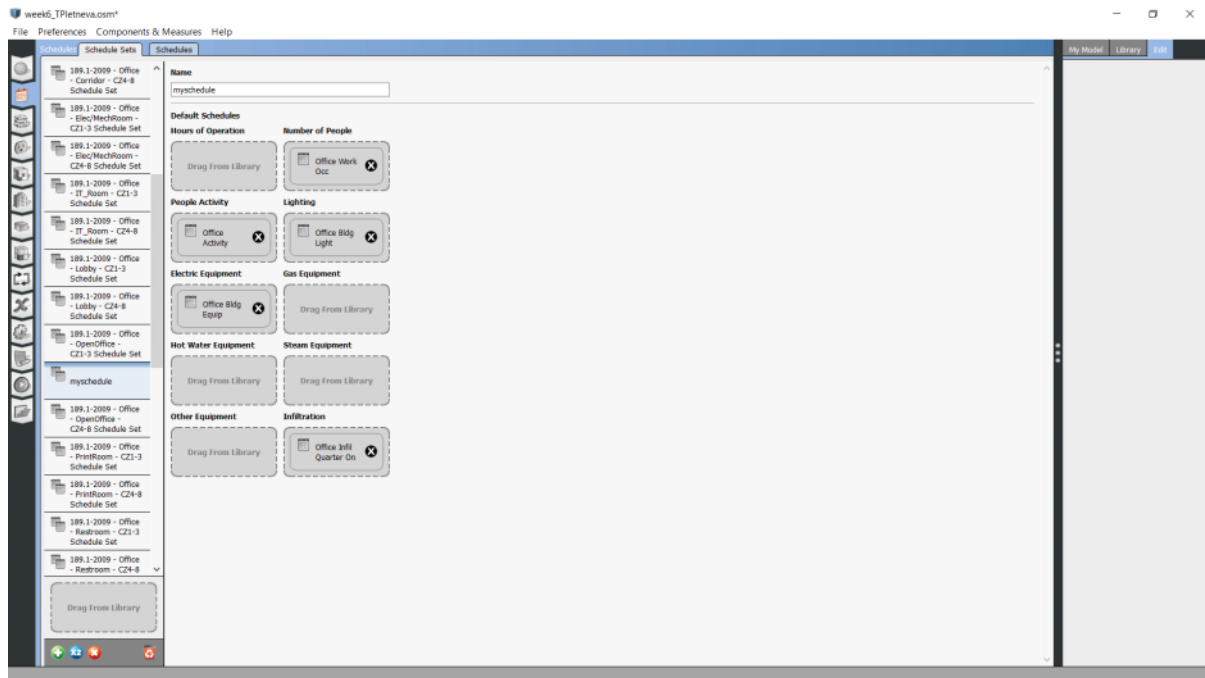 week6_TPletneva.osm*
File Preferences Components & Measures Help
Schedules Schedule Sets Schedules
My Model Library Edit
189.1-2009 - Office
- Corridor - CZ4-8
Schedule Set
189.1-2009 - Office
- Elec/MechRoom -
CZ1-3 Schedule Set
189.1-2009 - Office
- Elec/MechRoom -
CZ4-8 Schedule Set
189.1-2009 - Office
- IT_Room - CZ1-3
Schedule Set
189.1-2009 - Office
- IT_Room - CZ4-8
Schedule Set
189.1-2009 - Office
- Lobby - CZ1-3
Schedule Set
189.1-2009 - Office
- Lobby - CZ4-8
Schedule Set
189.1-2009 - Office
- OpenOffice -
CZ1-3 Schedule Set
myschedule
189.1-2009 - Office
- OpenOffice -
CZ4-8 Schedule Set
189.1-2009 - Office
- PrintRoom - CZ1-3
Schedule Set
189.1-2009 - Office
- PrintRoom - CZ4-8
Schedule Set
189.1-2009 - Office
- Restroom - CZ1-3
Schedule Set
189.1-2009 - Office
- Restroom - CZ4-8
Drag From Library
x2
Name
myschedule
Default Schedules
Hours of Operation Number of People
Drag From Library
Office Work
Occ
People Activity Lighting
Office
Activity
Office Bldg
Light
Electric Equipment Gas Equipment
Office Bldg
Equip
Drag From Library
Hot Water Equipment Steam Equipment
Drag From Library Drag From Library
Other Equipment Infiltration
Drag From Library
Office Infil
Quarter On